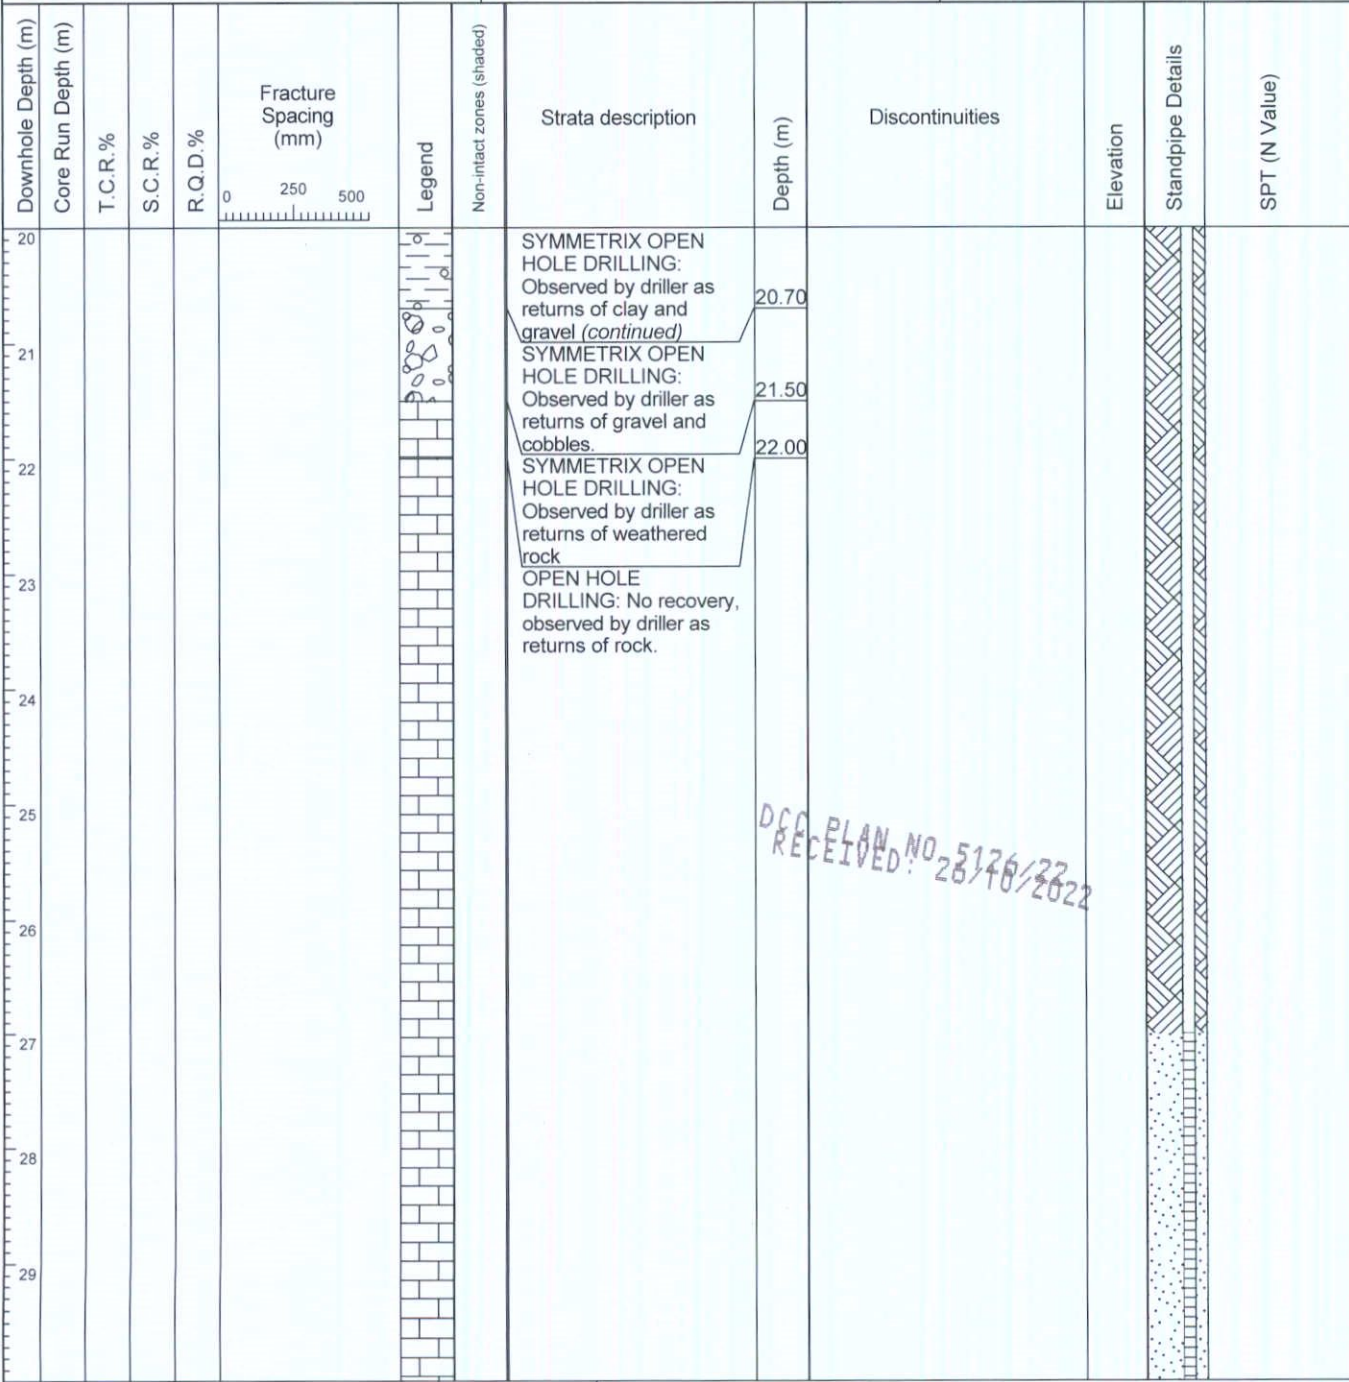 Downhole Depth (m)
Core Run Depth (m)
T.C.R.%
S.C.R.%
R.Q.D.%
Fracture
Spacing
(mm)
0 250 500
Legend
Non-intact zones (shaded)
Strata description
Depth (m)
Discontinuities
Elevation
Standpipe Details
SPT (N Value)
20
21
22
23
24
25
26
27
28
29
SYMMETRIX OPEN
HOLE DRILLING:
Observed by driller as
returns of clay and
gravel (continued)
20.70
SYMMETRIX OPEN
HOLE DRILLING:
Observed by driller as
returns of gravel and
cobbles.
21.50
SYMMETRIX OPEN
HOLE DRILLING:
Observed by driller as
returns of weathered
rock
22.00
OPEN HOLE
DRILLING: No recovery,
observed by driller as
returns of rock.
DCC PLAN NO 5126/22
RECEIVED: 26/10/2022